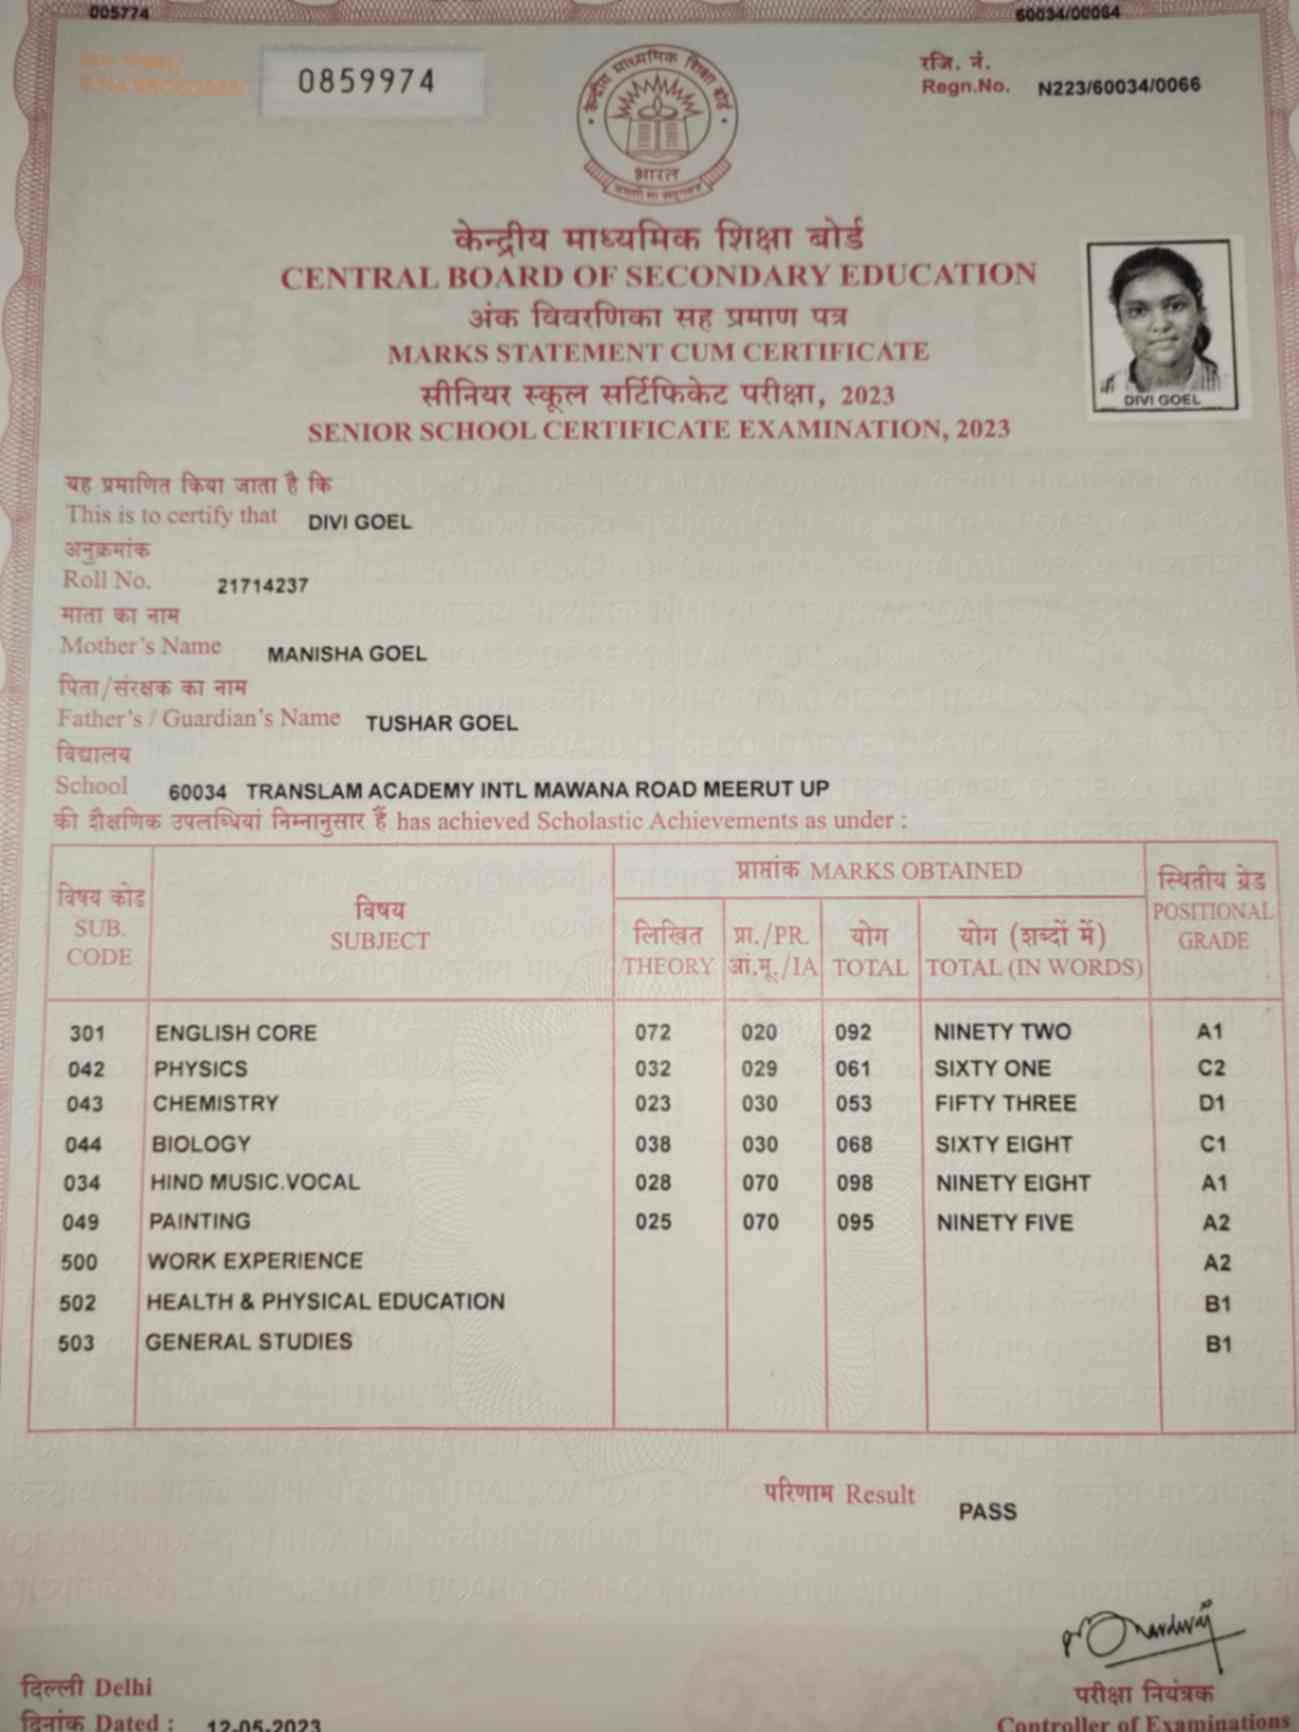 005774
60034/00064
0859974
रजि. नं.
Regn.No. N223/60034/0066
केन्द्रीय माध्यमिक शिक्षा बोर्ड
भारत
केन्द्रीय माध्यमिक शिक्षा बोर्ड
CENTRAL BOARD OF SECONDARY EDUCATION
अंक विवरणिका सह प्रमाण पत्र
MARKS STATEMENT CUM CERTIFICATE
सीनियर स्कूल सर्टिफिकेट परीक्षा, 2023
SENIOR SCHOOL CERTIFICATE EXAMINATION, 2023
DIVI GOEL
यह प्रमाणित किया जाता है कि
This is to certify that DIVI GOEL
अनुक्रमांक
Roll No. 21714237
माता का नाम
Mother's Name MANISHA GOEL
पिता/संरक्षक का नाम
Father's / Guardian's Name TUSHAR GOEL
विद्यालय
School 60034 TRANSLAM ACADEMY INTL MAWANA ROAD MEERUT UP
की शैक्षणिक उपलब्धियां निम्नानुसार हैं has achieved Scholastic Achievements as under :
विषय कोड
SUB.
CODE
विषय
SUBJECT
प्राप्तांक MARKS OBTAINED
लिखित
THEORY
प्रा./PR.
आं.मू./IA
योग
TOTAL
योग (शब्दों में)
TOTAL (IN WORDS)
स्थितीय ग्रेड
POSITIONAL
GRADE
301 ENGLISH CORE 072 020 092 NINETY TWO A1
042 PHYSICS 032 029 061 SIXTY ONE C2
043 CHEMISTRY 023 030 053 FIFTY THREE D1
044 BIOLOGY 038 030 068 SIXTY EIGHT C1
034 HIND MUSIC.VOCAL 028 070 098 NINETY EIGHT A1
049 PAINTING 025 070 095 NINETY FIVE A2
500 WORK EXPERIENCE A2
502 HEALTH & PHYSICAL EDUCATION B1
503 GENERAL STUDIES B1
परिणाम Result PASS
दिल्ली Delhi
दिनांक Dated : 12-05-2023
परीक्षा नियंत्रक
Controller of Examinations